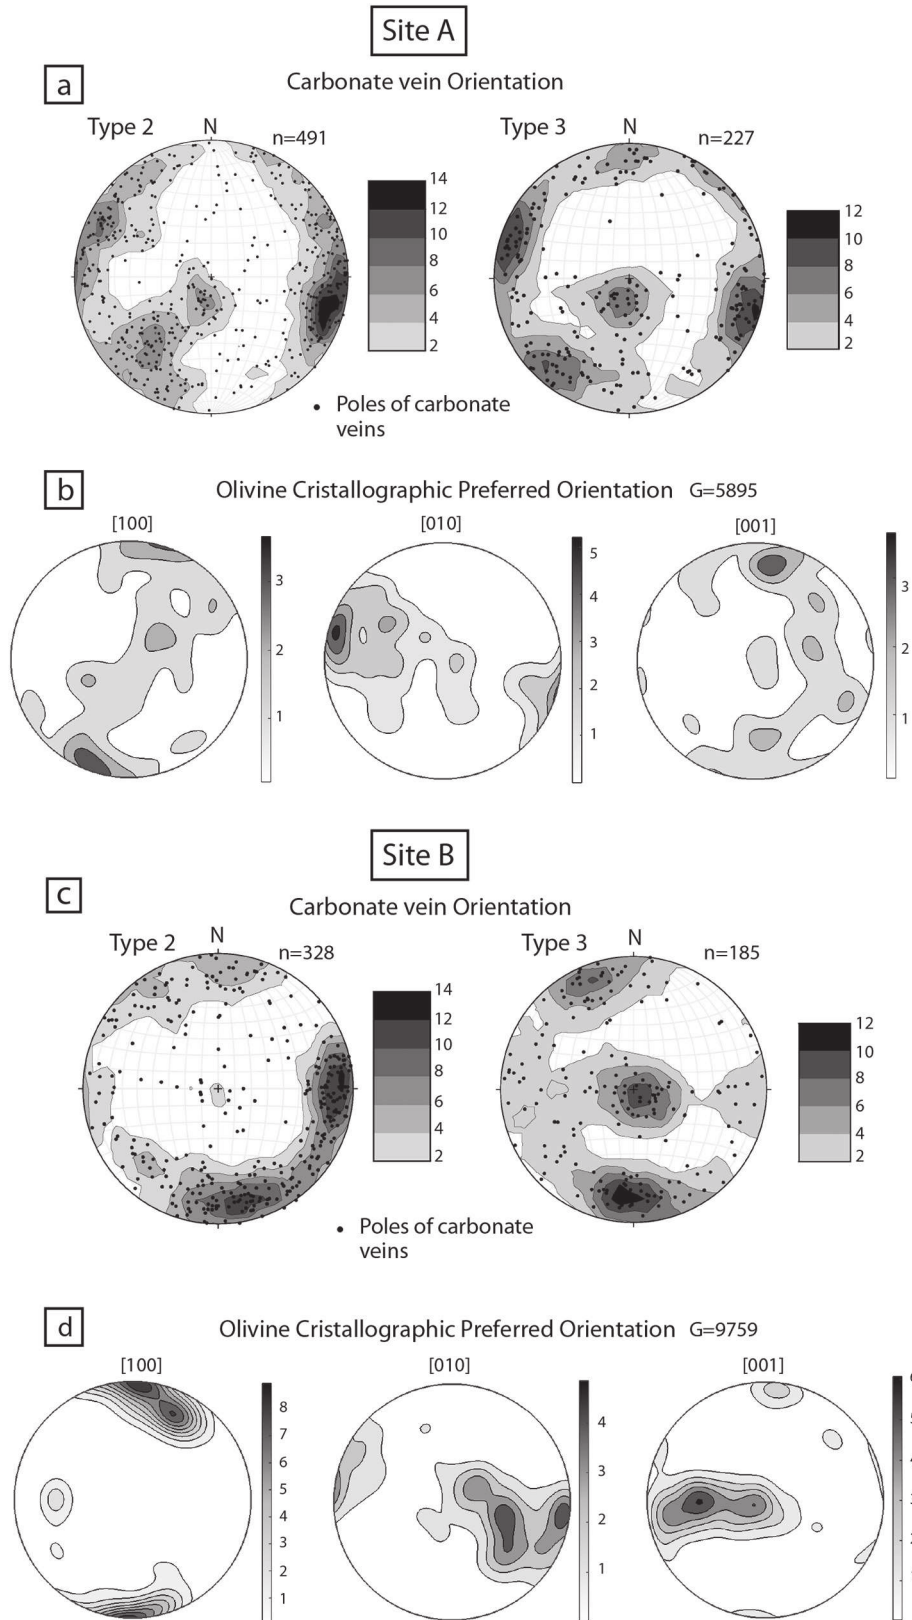 Site A
a
Carbonate vein Orientation
Type 2
N
n=491
Type 3
N
n=227
14
12
10
8
6
4
2
12
10
8
6
4
2
Poles of carbonate
veins
b
Olivine Cristallographic Preferred Orientation G=5895
[100]
[010]
[001]
3
2
1
5
4
3
2
1
3
2
1
Site B
c
Carbonate vein Orientation
Type 2
N
n=328
Type 3
N
n=185
14
12
10
8
6
4
2
12
10
8
6
4
2
Poles of carbonate
veins
d
Olivine Cristallographic Preferred Orientation G=9759
[100]
[010]
[001]
8
7
6
5
4
3
2
1
4
3
2
1